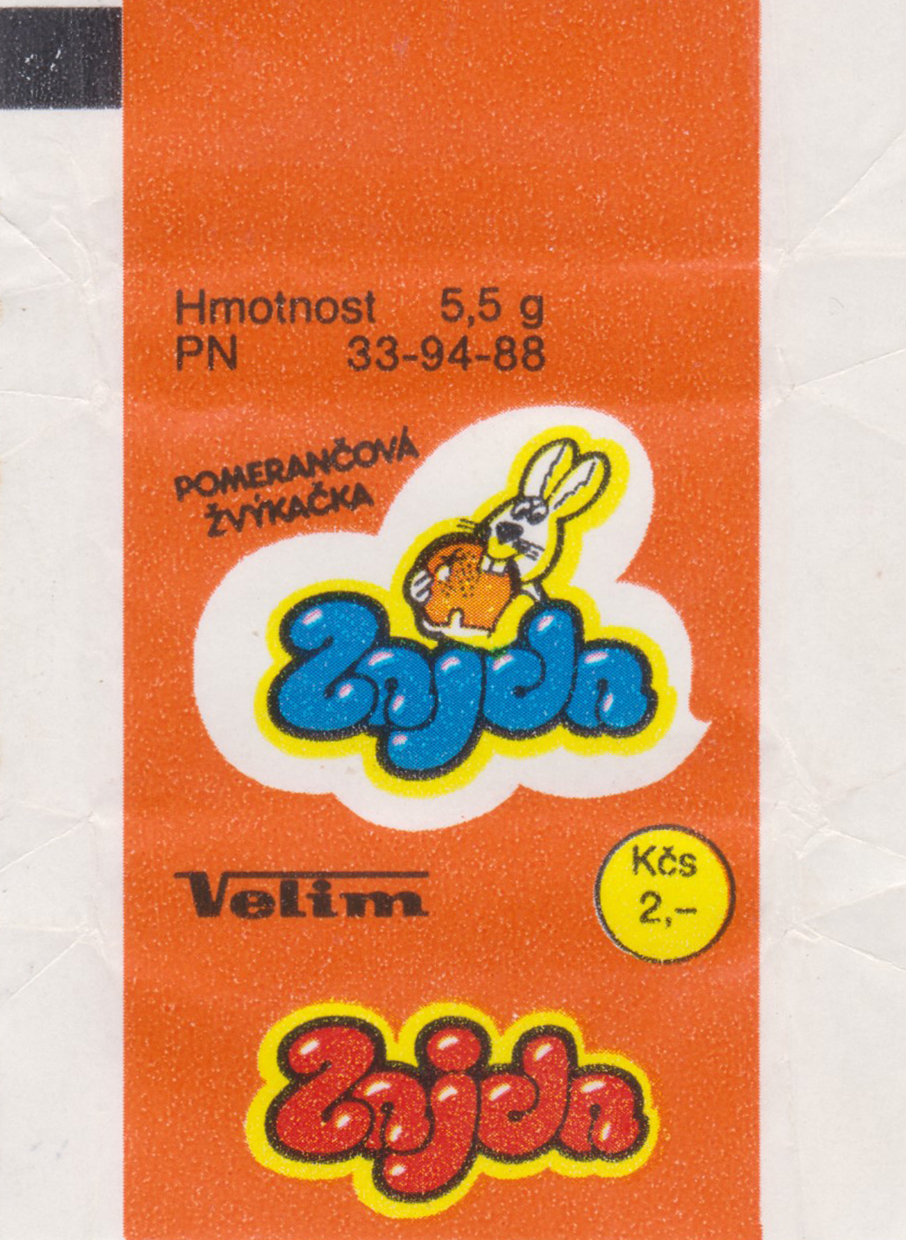 Hmotnost 5,5 g
PN 33-94-88
POMERANČOVÁ
ŽVÝKAČKA
Zajda
Velim
Kčs
2,-
Zajda